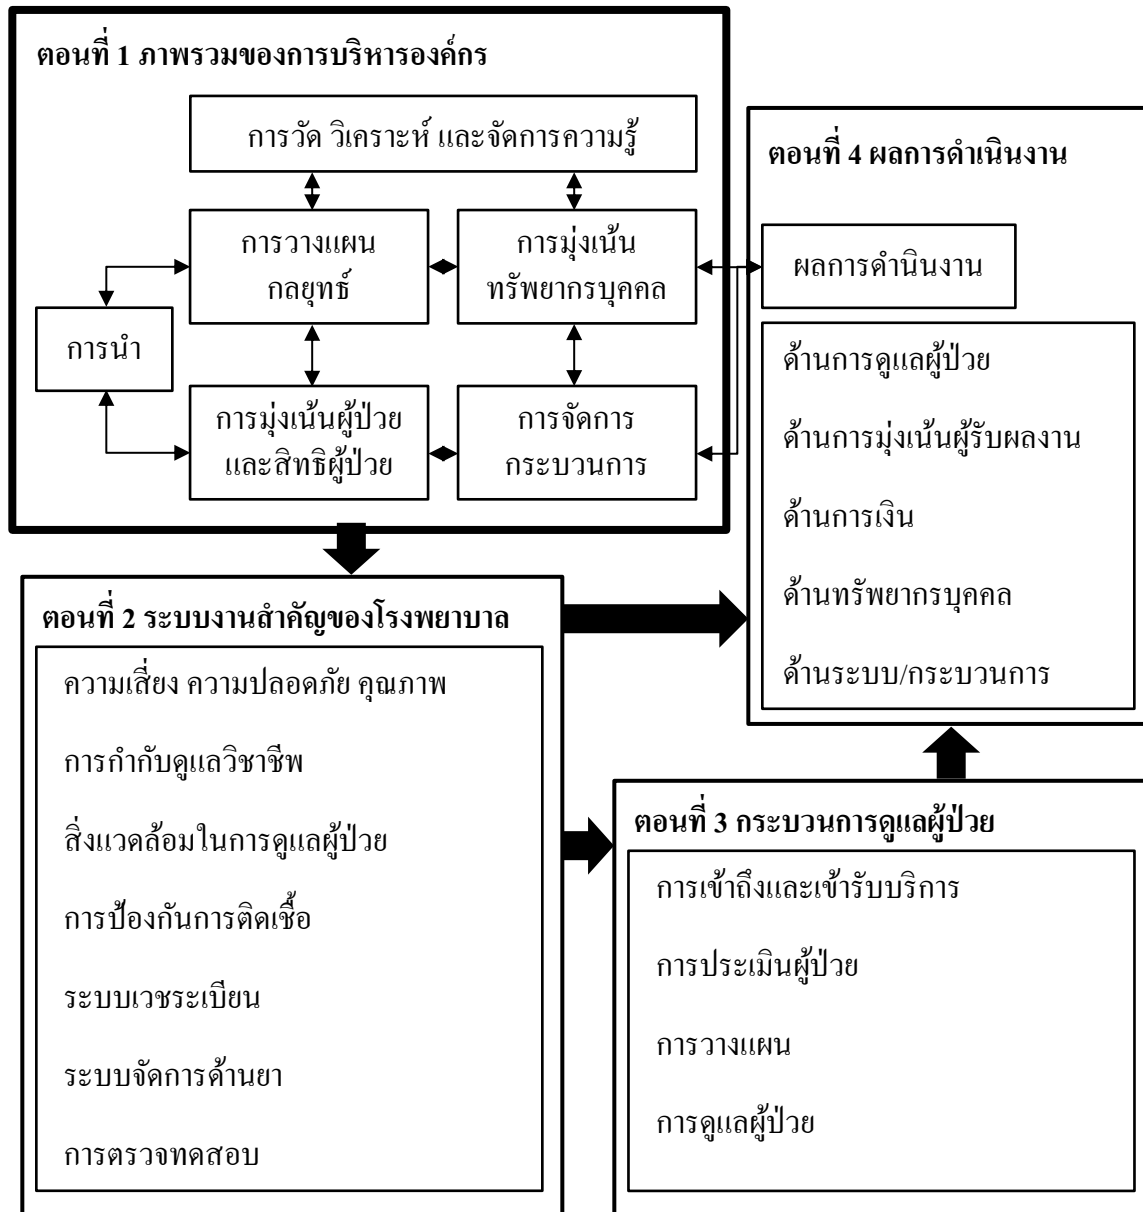 ตอนที่ 1 ภาพรวมของการบริหารองค์กร
การวัด วิเคราะห์ และจัดการความรู้
การวางแผน
กลยุทธ์
การมุ่งเน้น
ทรัพยากรบุคคล
การนำ
การมุ่งเน้นผู้ป่วย
และสิทธิผู้ป่วย
การจัดการ
กระบวนการ
ตอนที่ 4 ผลการดำเนินงาน
ผลการดำนินงาน
ด้านการดูแลผู้ป่วย
ด้านการมุ่งเน้นผู้รับผลงาน
ด้านการเงิน
ด้านทรัพยากรบุคคล
ด้านระบบ/กระบวนการ
ตอนที่ 2 ระบบงานสำคัญของโรงพยาบาล
ความเสี่ยง ความปลอดภัย คุณภาพ
การกำกับดูแลวิชาชีพ
สิ่งแวดล้อมในการดูแลผู้ป่วย
การป้องกันการติดเชื้อ
ระบบเวชระเบียน
ระบบจัดการด้านยา
การตรวจทดสอบ
ตอนที่ 3 กระบวนการดูแลผู้ป่วย
การเข้าถึงและเข้ารับบริการ
การประเมินผู้ป่วย
การวางแผน
การดูแลผู้ป่วย